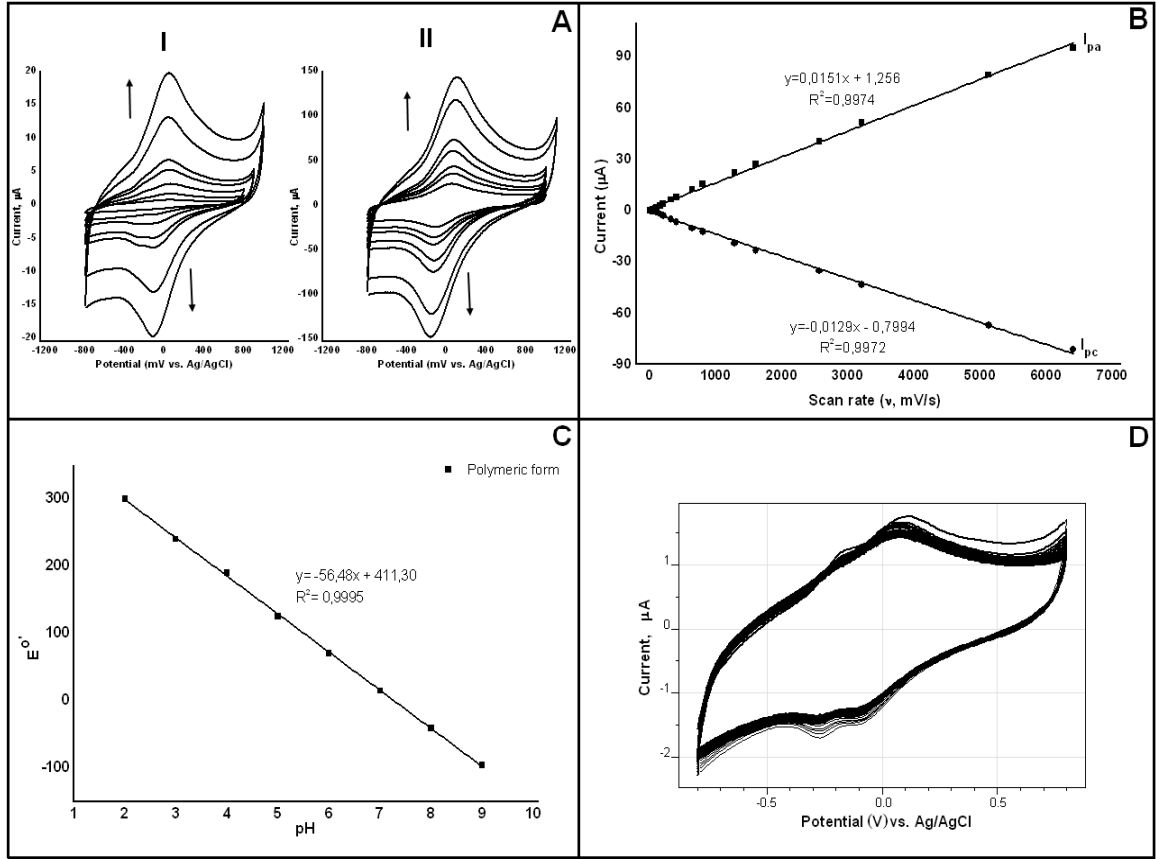 A
I
II
20
15
10
5
0
-5
-10
-15
-20
Current, µA
-1200 -800 -400 0 400 800 1200
Potential (mV vs. Ag/AgCl)
150
100
50
0
-50
-100
-150
Current, µA
-1200 -800 -400 0 400 800 1200
Potential (mV vs. Ag/AgCl)
B
90
60
30
0
-30
-60
-90
Current (µA)
Ipa
y=0,0151x + 1,256
R2=0,9974
y=-0,0129x - 0,7994
R2=0,9972
Ipc
0 1000 2000 3000 4000 5000 6000 7000
Scan rate (ν, mV/s)
C
Polymeric form
300
200
100
0
-100
Eo'
y= -56,48x + 411,30
R2= 0,9995
1 2 3 4 5 6 7 8 9 10
pH
D
1
0
-1
-2
Current, µA
-0.5 0.0 0.5
Potential (V) vs. Ag/AgCl